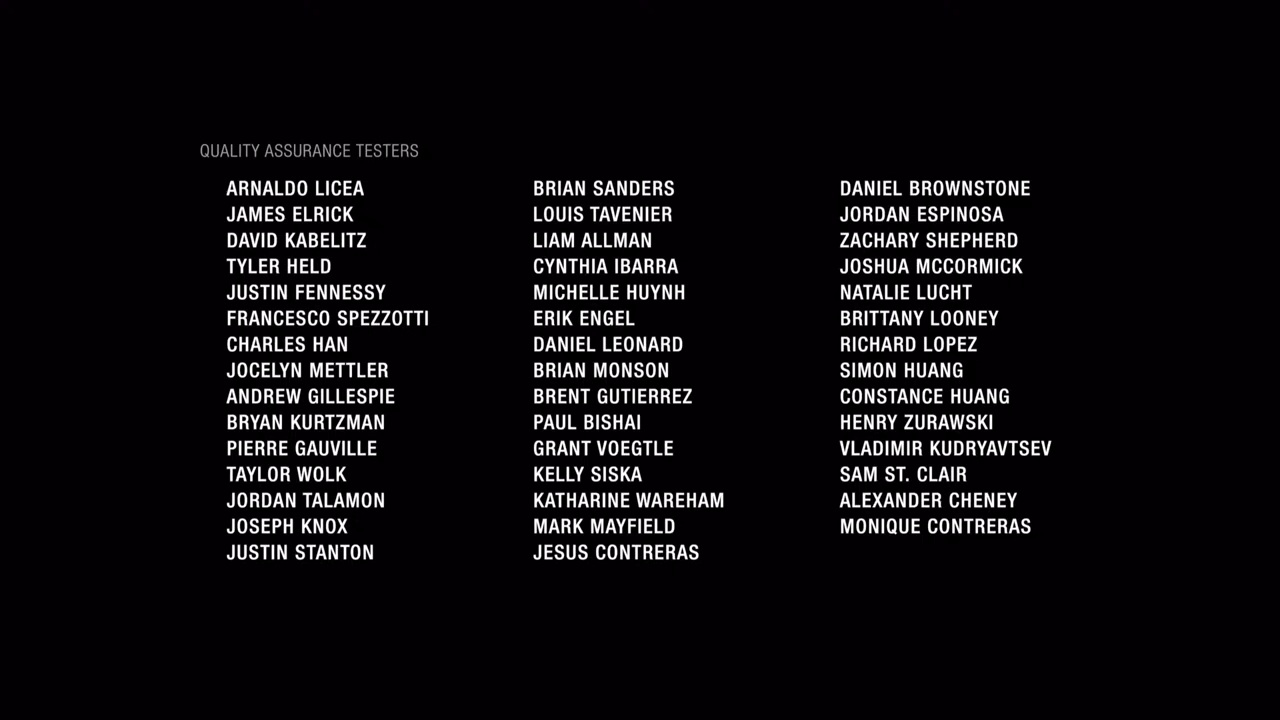 QUALITY ASSURANCE TESTERS
ARNALDO LICEA
JAMES ELRICK
DAVID KABELITZ
TYLER HELD
JUSTIN FENNESSY
FRANCESCO SPEZZOTTI
CHARLES HAN
JOCELYN METTLER
ANDREW GILLESPIE
BRYAN KURTZMAN
PIERRE GAUVILLE
TAYLOR WOLK
JORDAN TALAMON
JOSEPH KNOX
JUSTIN STANTON
BRIAN SANDERS
LOUIS TAVENIER
LIAM ALLMAN
CYNTHIA IBARRA
MICHELLE HUYNH
ERIK ENGEL
DANIEL LEONARD
BRIAN MONSON
BRENT GUTIERREZ
PAUL BISHAI
GRANT VOEGTLE
KELLY SISKA
KATHARINE WAREHAM
MARK MAYFIELD
JESUS CONTRERAS
DANIEL BROWNSTONE
JORDAN ESPINOSA
ZACHARY SHEPHERD
JOSHUA MCCORMICK
NATALIE LUCHT
BRITTANY LOONEY
RICHARD LOPEZ
SIMON HUANG
CONSTANCE HUANG
HENRY ZURAWSKI
VLADIMIR KUDRYAVTSEV
SAM ST. CLAIR
ALEXANDER CHENEY
MONIQUE CONTRERAS